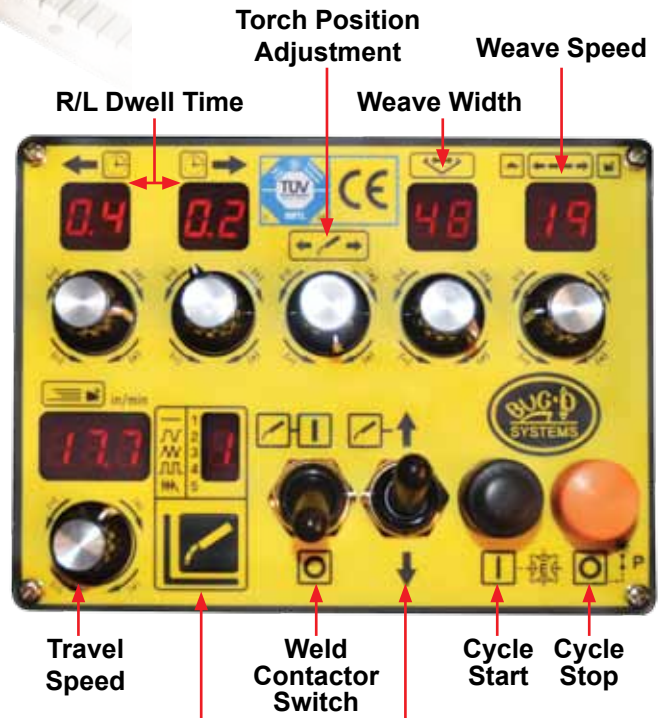 Torch Position
Adjustment
Weave Speed
R/L Dwell Time
Weave Width
TÜV
CE
0.4
0.2
48
19
in/min
BUG-O
SYSTEMS
17.7
1
1
2
3
4
5
P
Travel
Speed
Weld
Contactor
Switch
Cycle
Start
Cycle
Stop